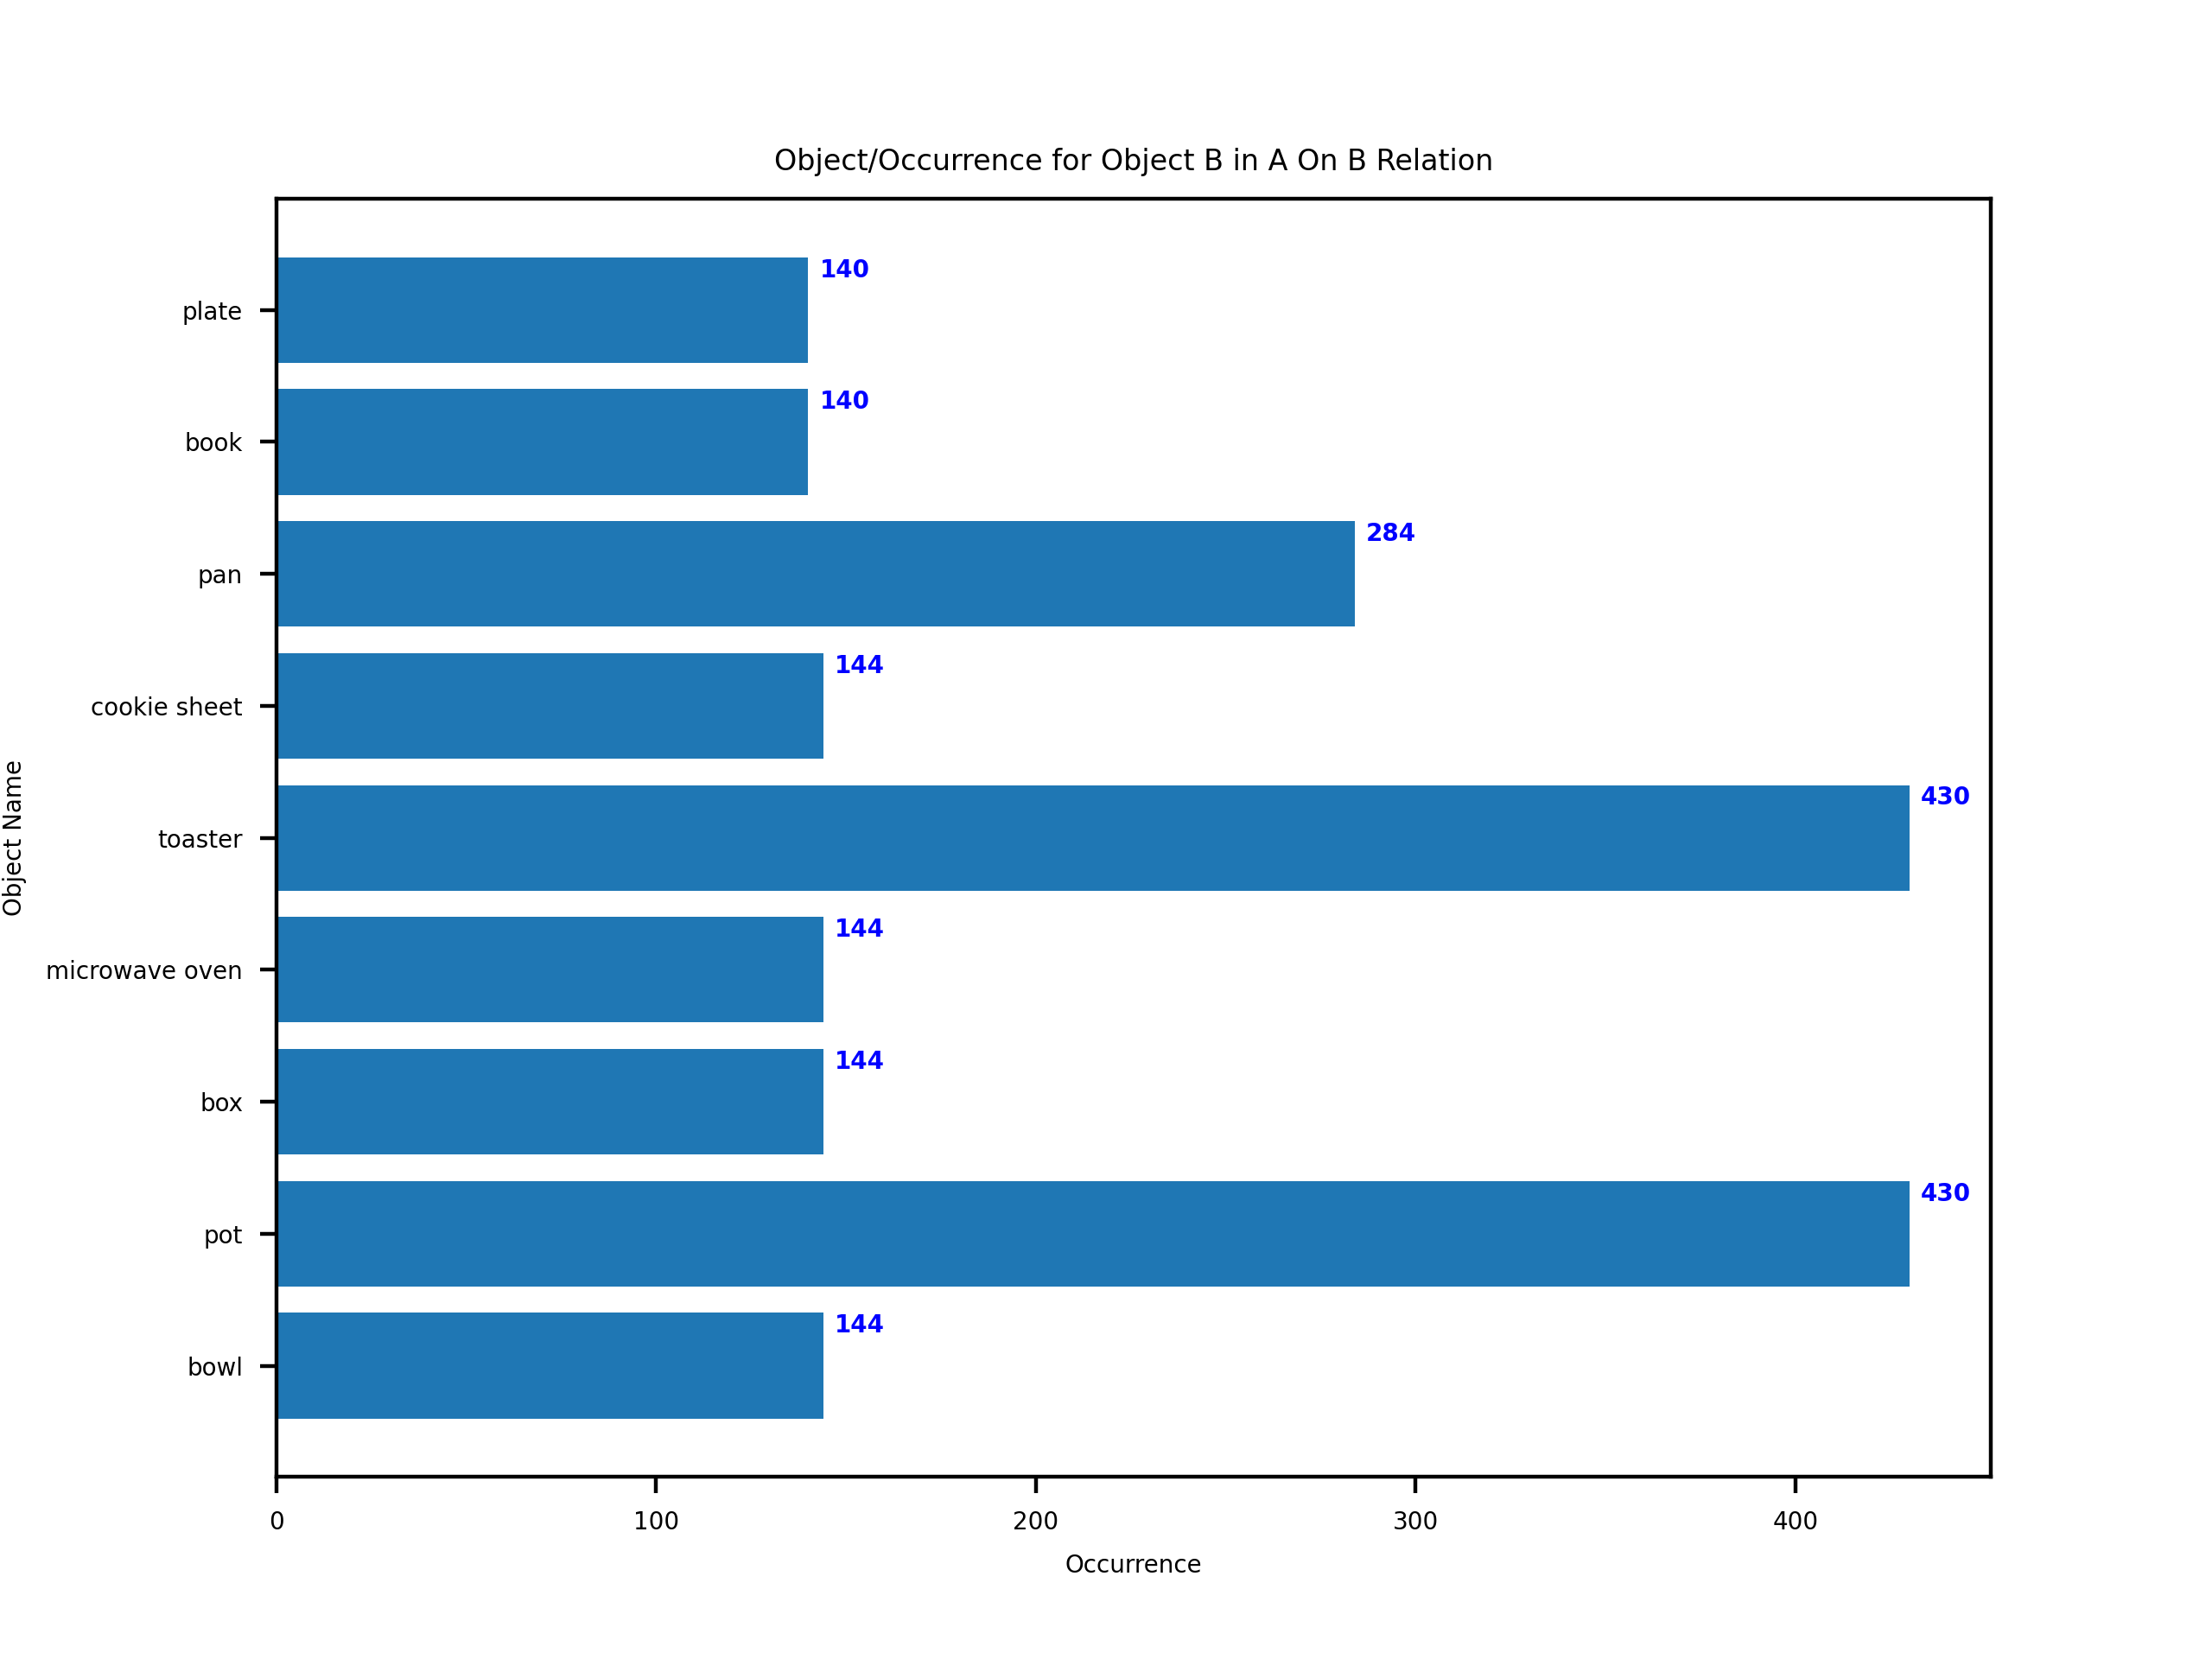 Object/Occurrence for Object B in A On B Relation
plate
140
book
140
pan
284
cookie sheet
144
toaster
430
microwave oven
144
box
144
pot
430
bowl
144
Object Name
0 100 200 300 400
Occurrence